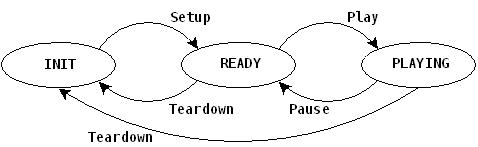 Setup
Play
INIT
READY
PLAYING
Teardown
Pause
Teardown